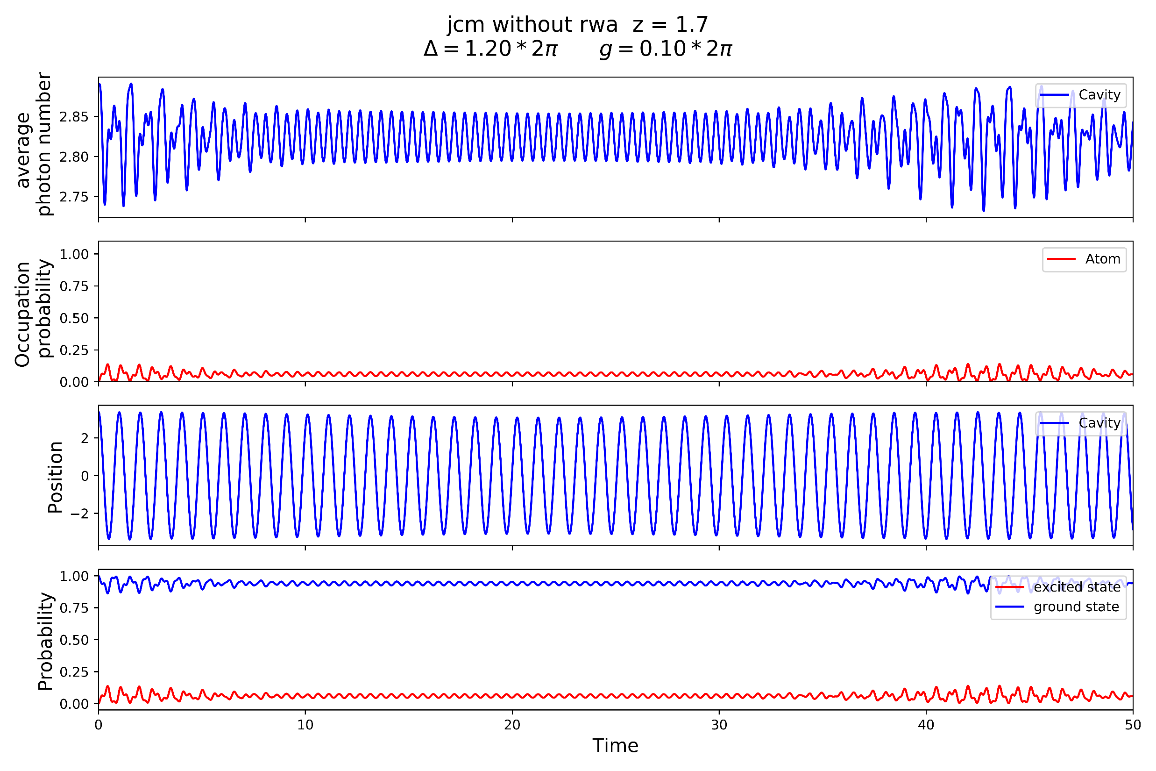 jcm without rwa z = 1.7
Δ = 1.20 * 2π g = 0.10 * 2π
average
photon number
2.85
2.80
2.75
Cavity
Occupation
probability
1.00
0.75
0.50
0.25
0.00
Atom
Position
2
0
−2
Cavity
Probability
1.00
0.75
0.50
0.25
0.00
excited state
ground state
0 10 20 30 40 50
Time